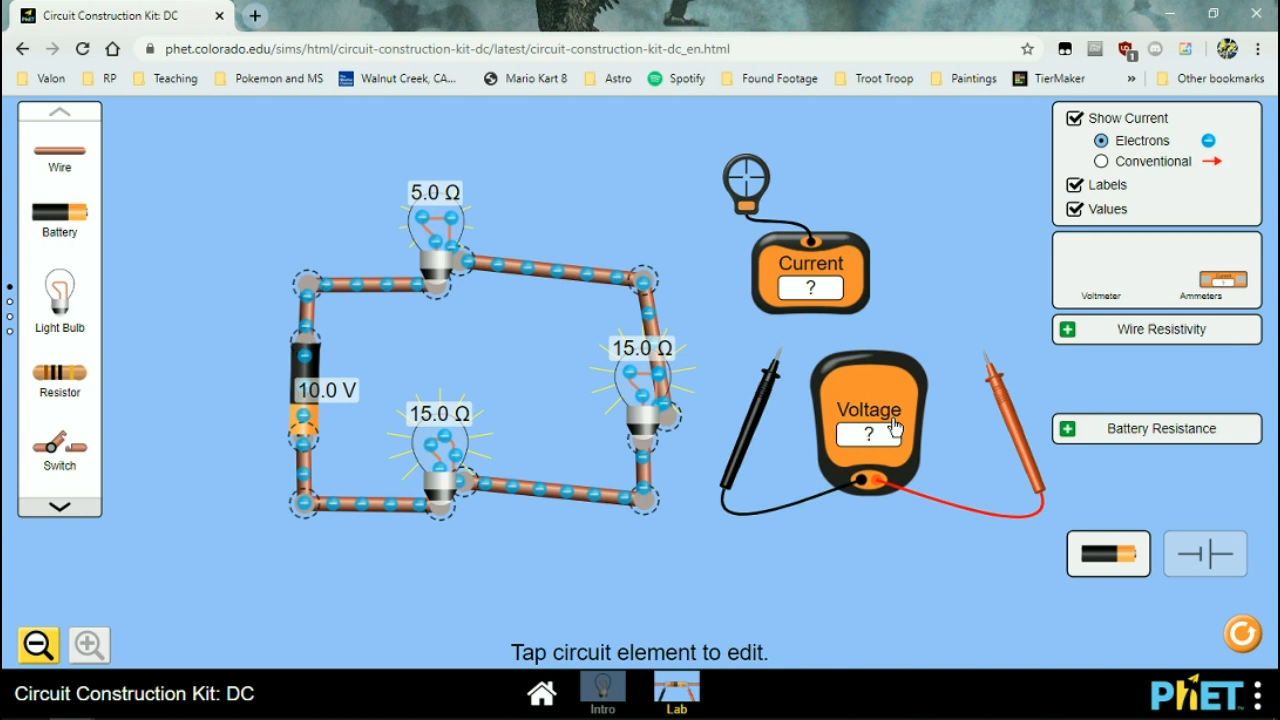 Circuit Construction Kit: DC
phet.colorado.edu/sims/html/circuit-construction-kit-dc/latest/circuit-construction-kit-dc_en.html
1
Valon
RP
Teaching
Pokemon and MS
Walnut Creek, CA...
Mario Kart 8
Astro
Spotify
Found Footage
Troot Troop
Paintings
TierMaker
»
Other bookmarks
Wire
Battery
Light Bulb
Resistor
Switch
5.0 Ω
15.0 Ω
10.0 V
15.0 Ω
Current
?
Voltage
?
Show Current
Electrons
Conventional
Labels
Values
Current
Voltmeter
Ammeters
Wire Resistivity
Battery Resistance
Tap circuit element to edit.
Circuit Construction Kit: DC
Intro
Lab
PhET